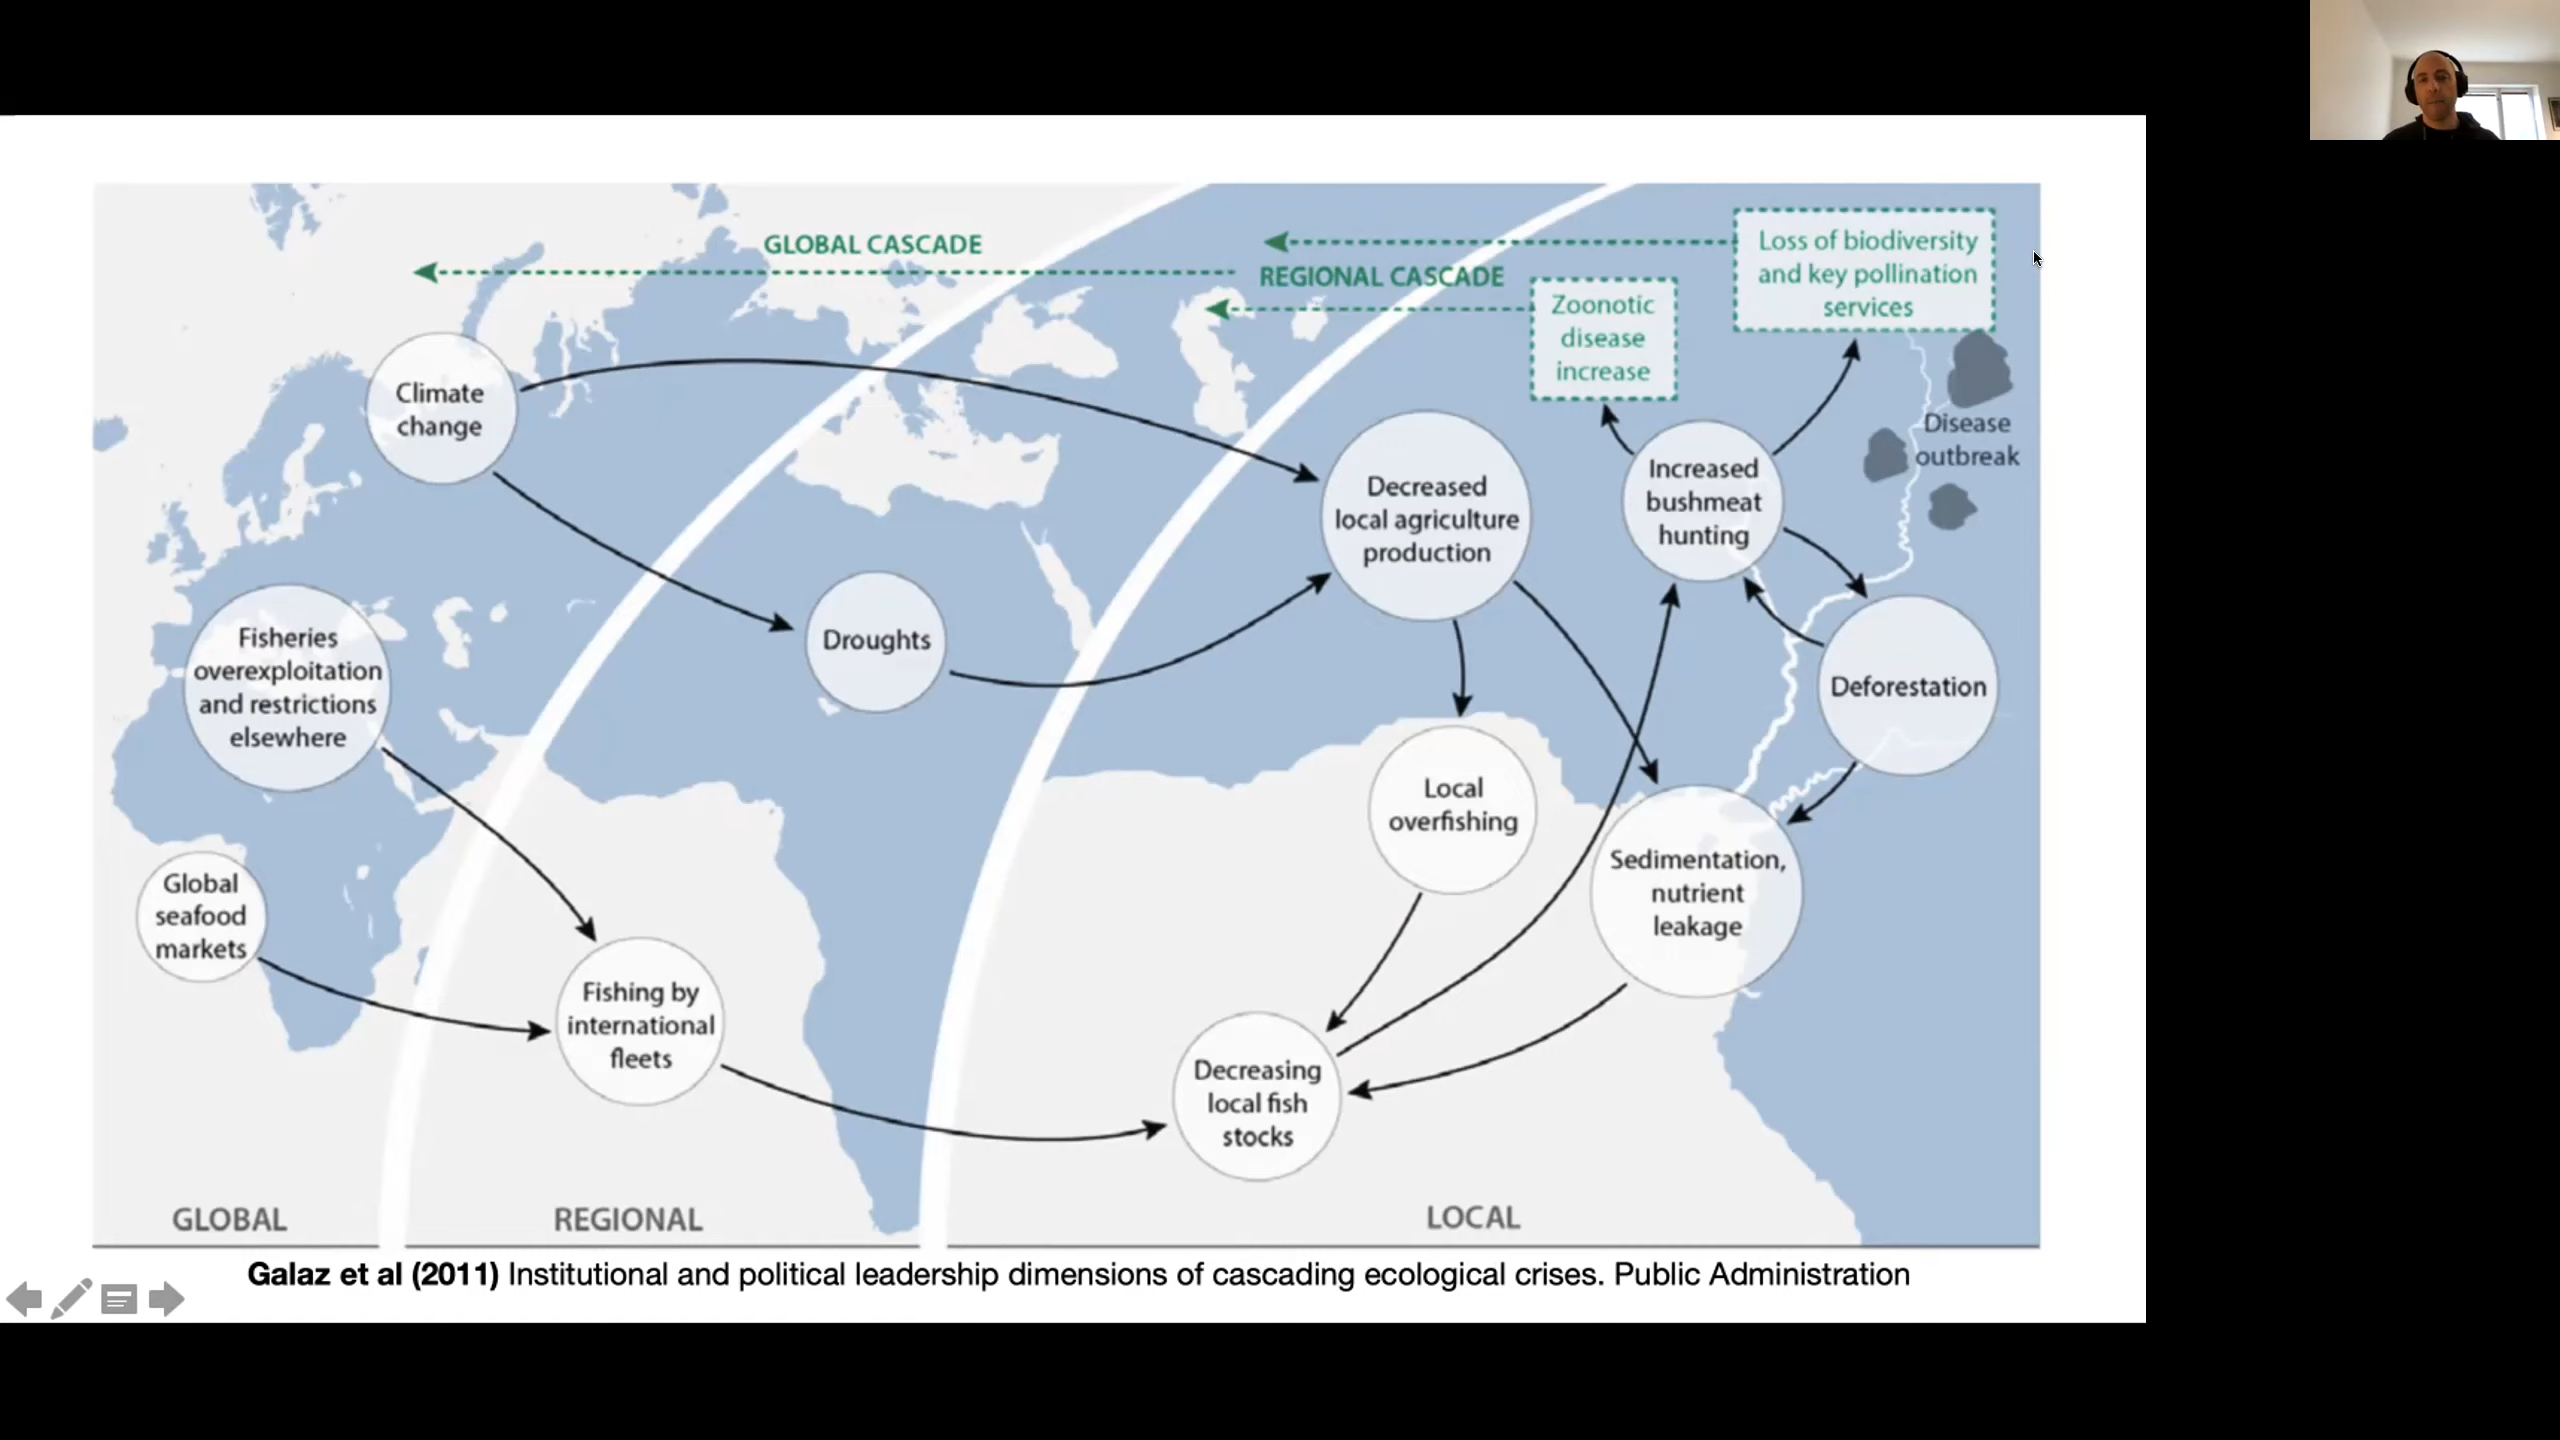 GLOBAL CASCADE
REGIONAL CASCADE
Loss of biodiversity
and key pollination
services
Zoonotic
disease
increase
Disease
outbreak
Climate
change
Decreased
local agriculture
production
Increased
bushmeat
hunting
Droughts
Fisheries
overexploitation
and restrictions
elsewhere
Deforestation
Local
overfishing
Global
seafood
markets
Sedimentation,
nutrient
leakage
Fishing by
international
fleets
Decreasing
local fish
stocks
GLOBAL
REGIONAL
LOCAL
Galaz et al (2011) Institutional and political leadership dimensions of cascading ecological crises. Public Administration